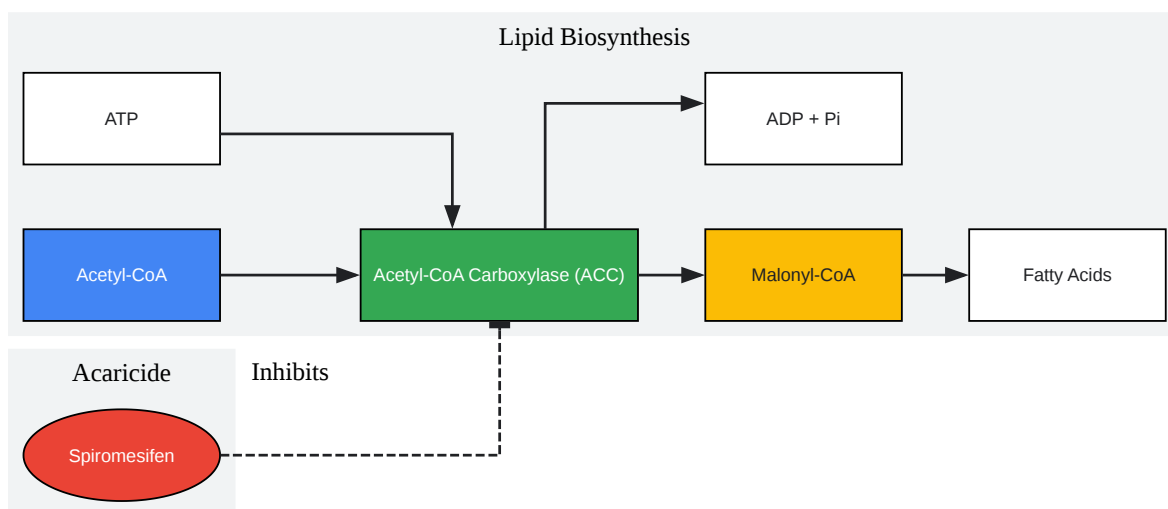 Lipid Biosynthesis
ATP
ADP + Pi
Acetyl-CoA
Acetyl-CoA Carboxylase (ACC)
Malonyl-CoA
Fatty Acids
Acaricide
Inhibits
Spiromesifen